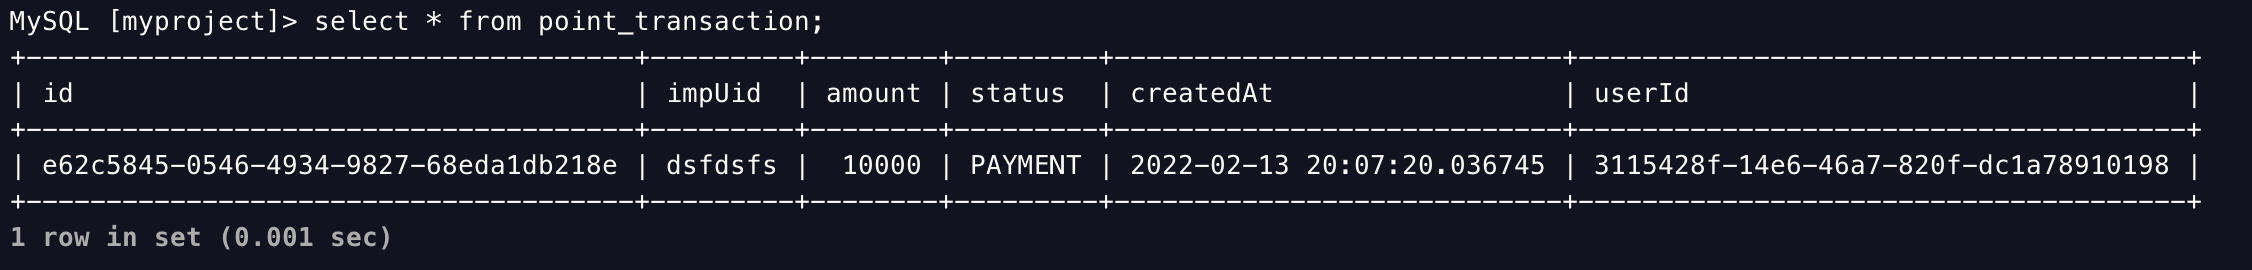 MySQL [myproject]> select * from point_transaction;
+--------------------------------------+---------+--------+---------+----------------------------+--------------------------------------+
| id                                   | impUid  | amount | status  | createdAt                  | userId                               |
+--------------------------------------+---------+--------+---------+----------------------------+--------------------------------------+
| e62c5845-0546-4934-9827-68eda1db218e | dsfdsfs |  10000 | PAYMENT | 2022-02-13 20:07:20.036745 | 3115428f-14e6-46a7-820f-dc1a78910198 |
+--------------------------------------+---------+--------+---------+----------------------------+--------------------------------------+
1 row in set (0.001 sec)